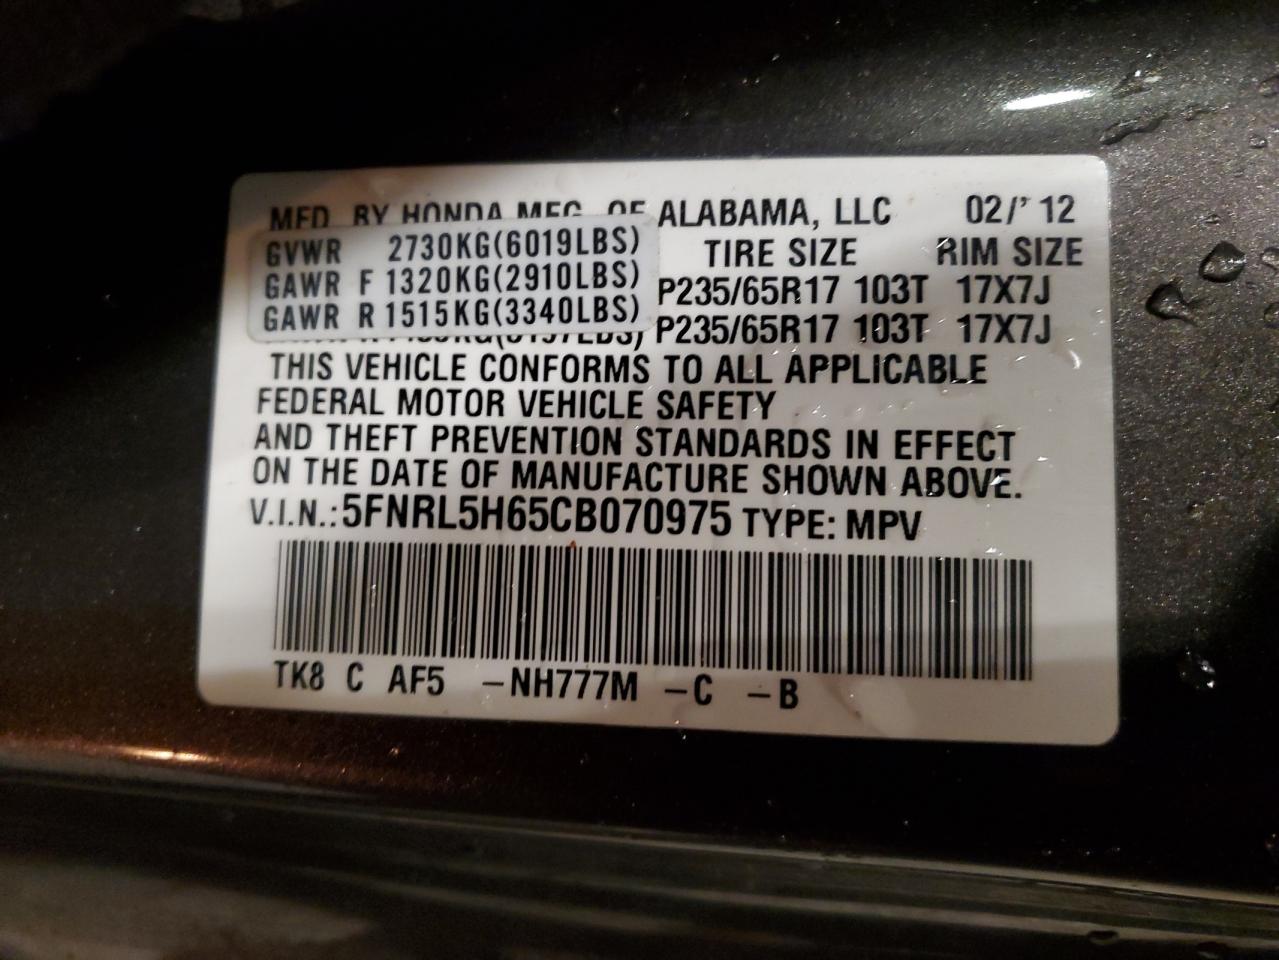 MFD. BY HONDA MFG. OF ALABAMA, LLC 02/'12
GVWR 2730KG(6019LBS) TIRE SIZE RIM SIZE
GAWR F 1320KG(2910LBS) P235/65R17 103T 17X7J
GAWR R 1515KG(3340LBS) P235/65R17 103T 17X7J
THIS VEHICLE CONFORMS TO ALL APPLICABLE
FEDERAL MOTOR VEHICLE SAFETY
AND THEFT PREVENTION STANDARDS IN EFFECT
ON THE DATE OF MANUFACTURE SHOWN ABOVE.
V.I.N.:5FNRL5H65CB070975 TYPE: MPV
TK8 C AF5 -NH777M -C -B